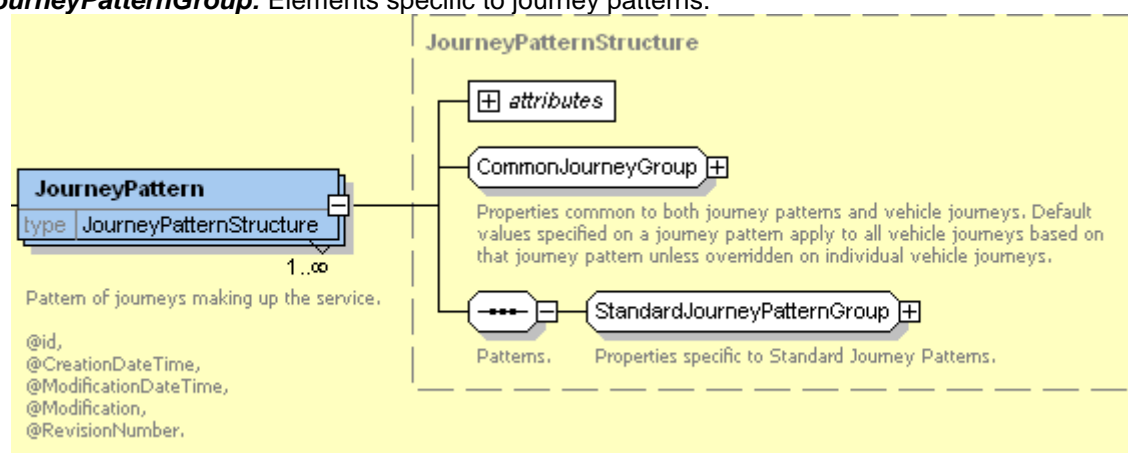 ourneyPatternGroup. Elements specific to journey patterns.
JourneyPatternStructure
attributes
CommonJourneyGroup
Properties common to both journey patterns and vehicle journeys. Default
values specified on a journey pattern apply to all vehicle journeys based on
that journey pattern unless overridden on individual vehicle journeys.
JourneyPattern
type JourneyPatternStructure
1..∞
Pattern of journeys making up the service.
@id,
@CreationDateTime,
@ModificationDateTime,
@Modification,
@RevisionNumber.
StandardJourneyPatternGroup
Patterns.
Properties specific to Standard Journey Patterns.